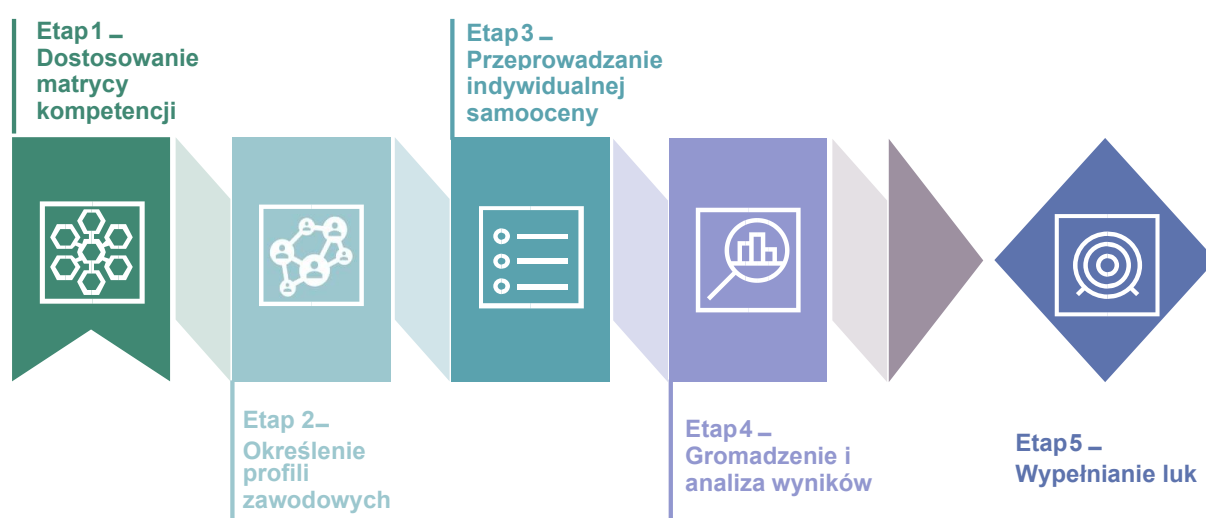 Etap 1 –
Dostosowanie
matrycy
kompetencji
Etap 2–
Określenie
profili
zawodowych
Etap 3 –
Przeprowadzanie
indywidualnej
samooceny
Etap 4 –
Gromadzenie i
analiza wyników
Etap 5 –
Wypełnianie luk